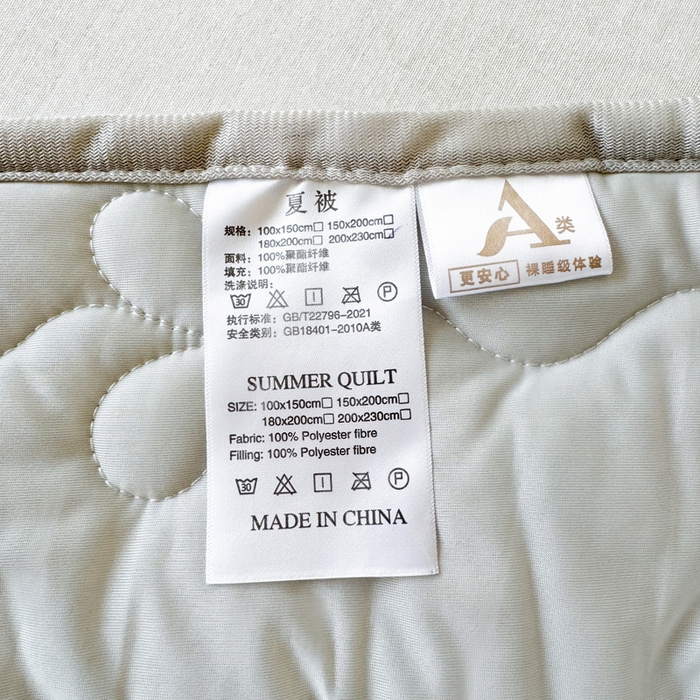 夏被
规格：100x150cm☐ 150x200cm☐
180x200cm☐ 200x230cm☑
面料：100%聚酯纤维
填充：100%聚酯纤维
洗涤说明：
30 P
执行标准：GB/T22796-2021
安全类别：GB18401-2010A类
SUMMER QUILT
SIZE: 100x150cm☐ 150x200cm☐
180x200cm☐ 200x230cm☐
Fabric: 100% Polyester fibre
Filling: 100% Polyester fibre
30 P
MADE IN CHINA
A类
更安心 裸睡级体验